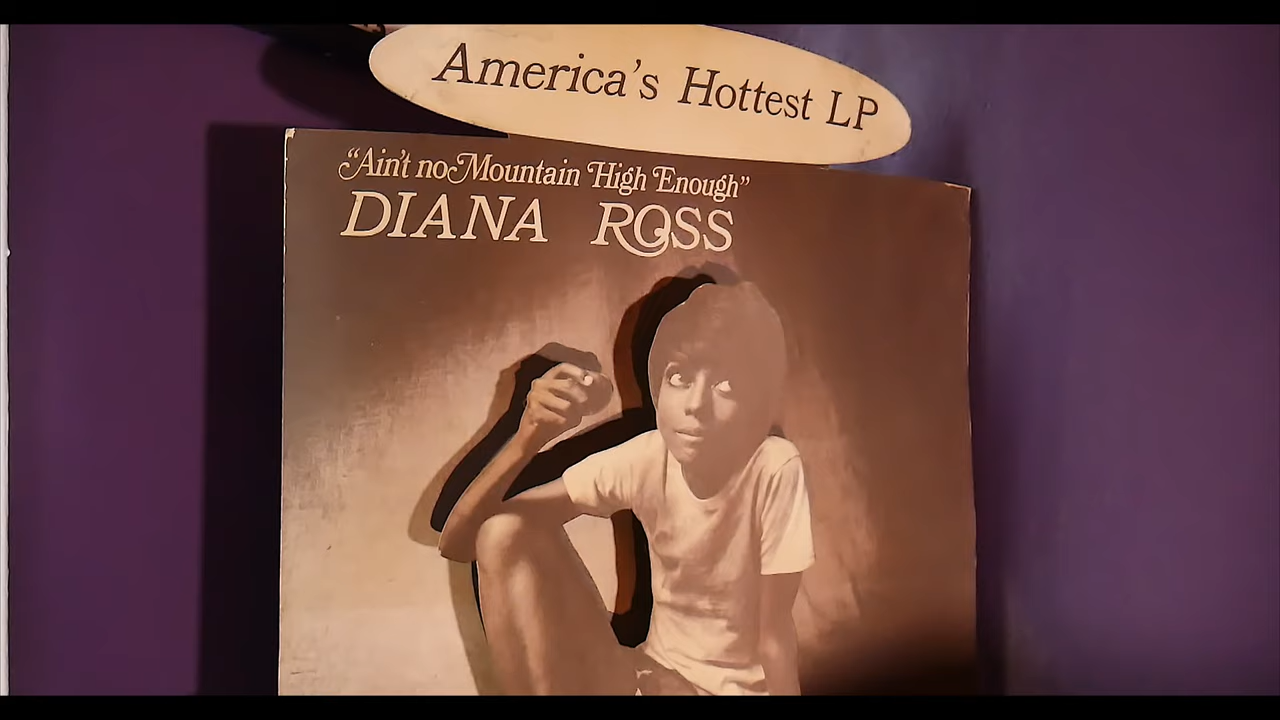 America's Hottest LP
“Ain't no Mountain High Enough”
DIANA ROSS